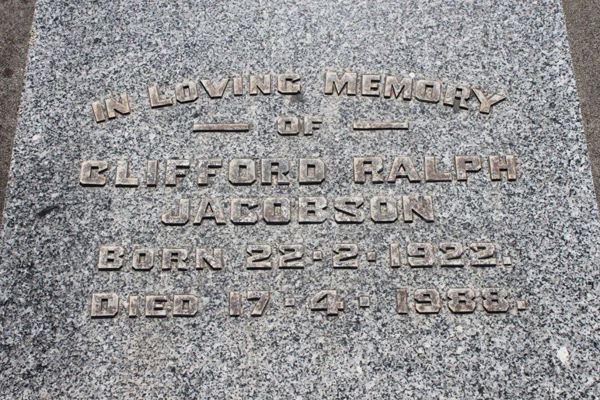 IN LOVING MEMORY
— OF —
CLIFFORD RALPH
JACOBSON
BORN 22·2·1922.
DIED 17·4·1988.